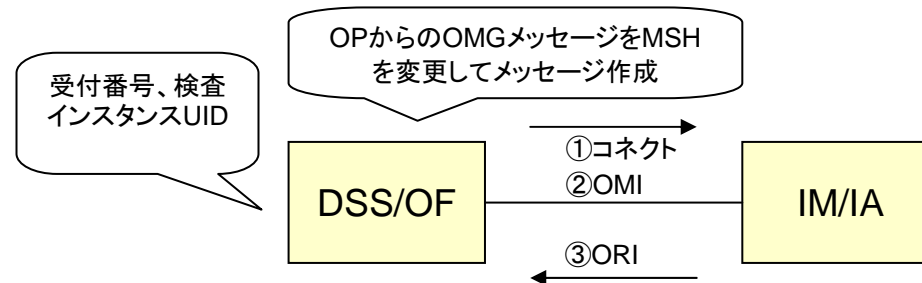 OPからのOMGメッセージをMSH
を変更してメッセージ作成
受付番号、検査
インスタンスUID
①コネクト
②OMI
DSS/OF
IM/IA
③ORI